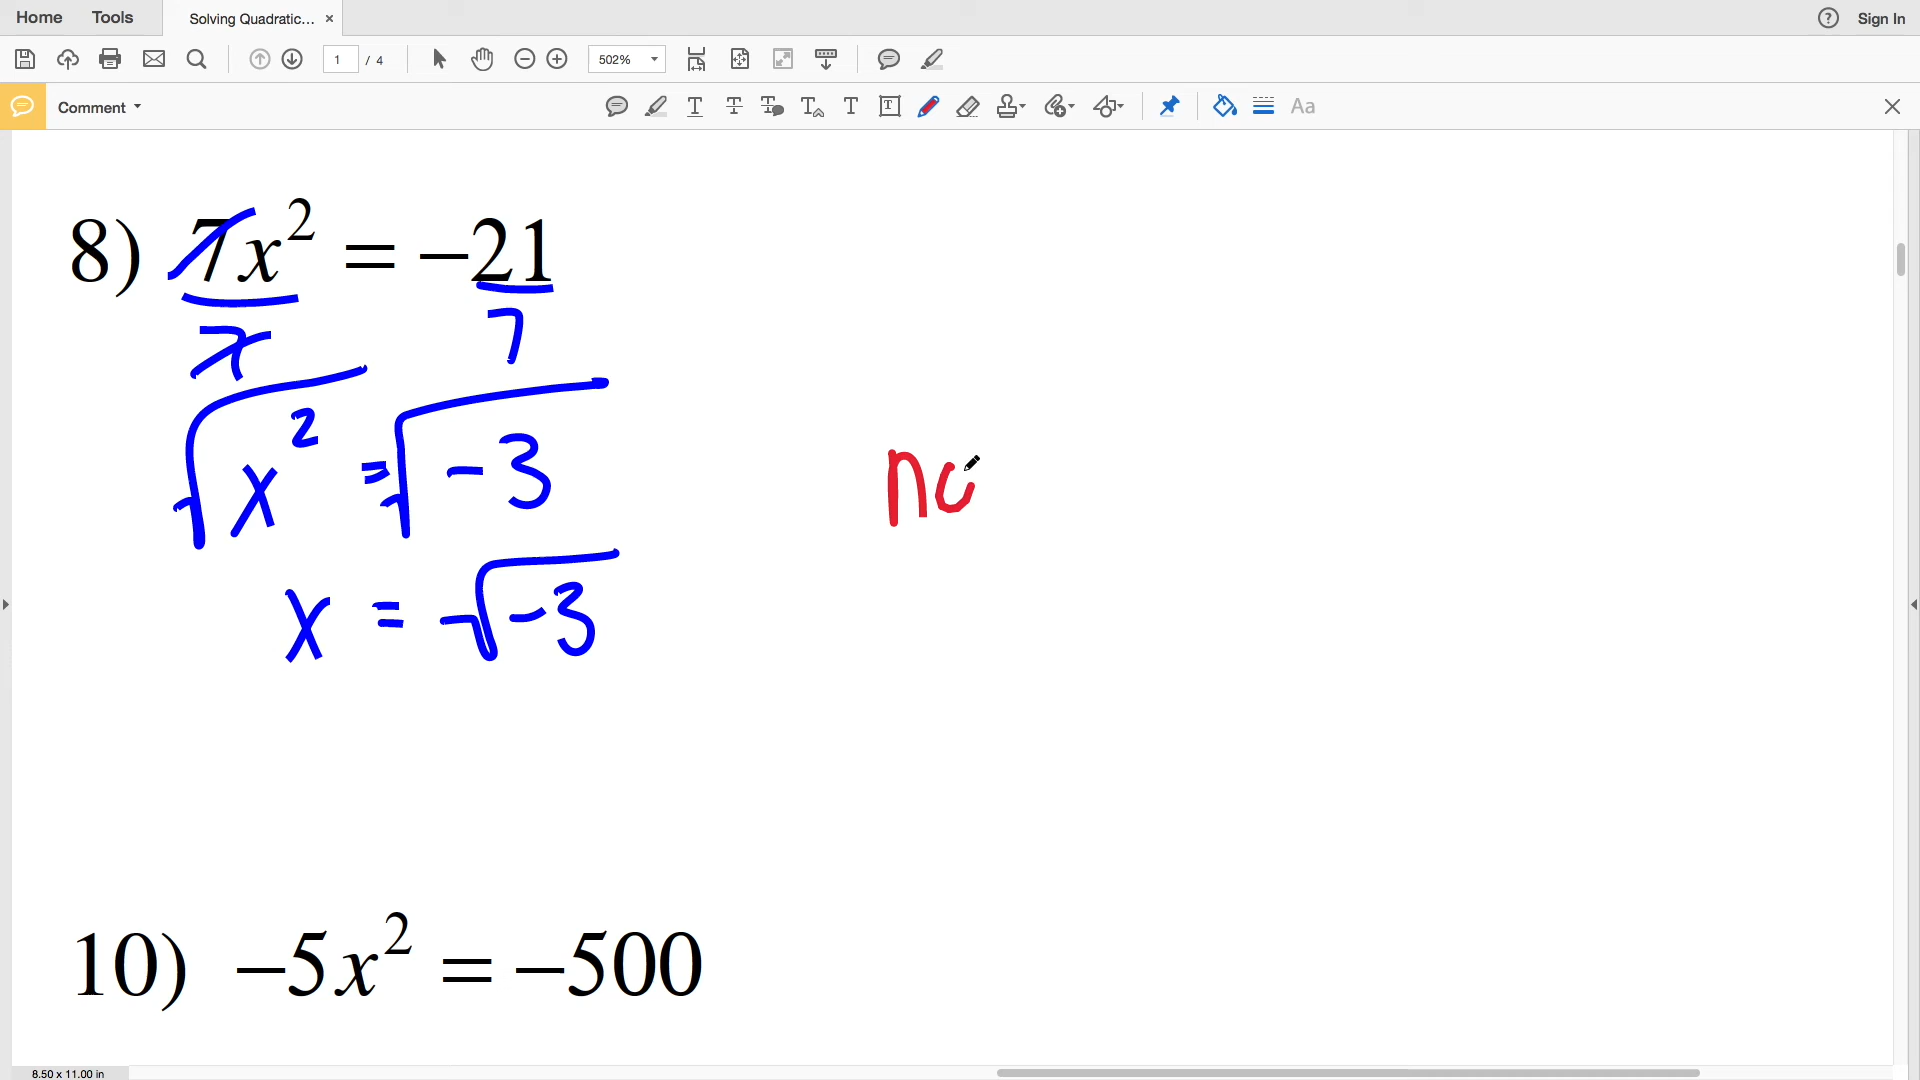 Home Tools Solving Quadratic... × ? Sign In
1 / 4 502%
Comment Aa
8) 7x² = −21
7 7
√x² = √-3
x = √-3
no
10) −5x² = −500
8.50 x 11.00 in